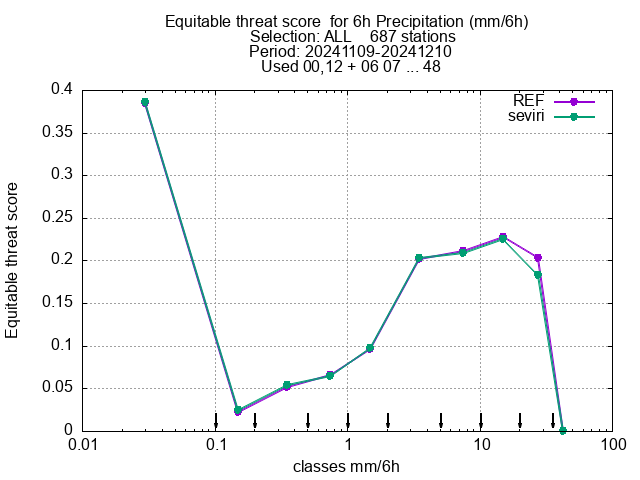 Equitable threat score  for 6h Precipitation (mm/6h)
Selection: ALL    687 stations
Period: 20241109-20241210
Used 00,12 + 06 07 ... 48
REF
seviri
0.4
0.35
0.3
0.25
0.2
0.15
0.1
0.05
0
Equitable threat score
0.01 0.1 1 10 100
classes mm/6h